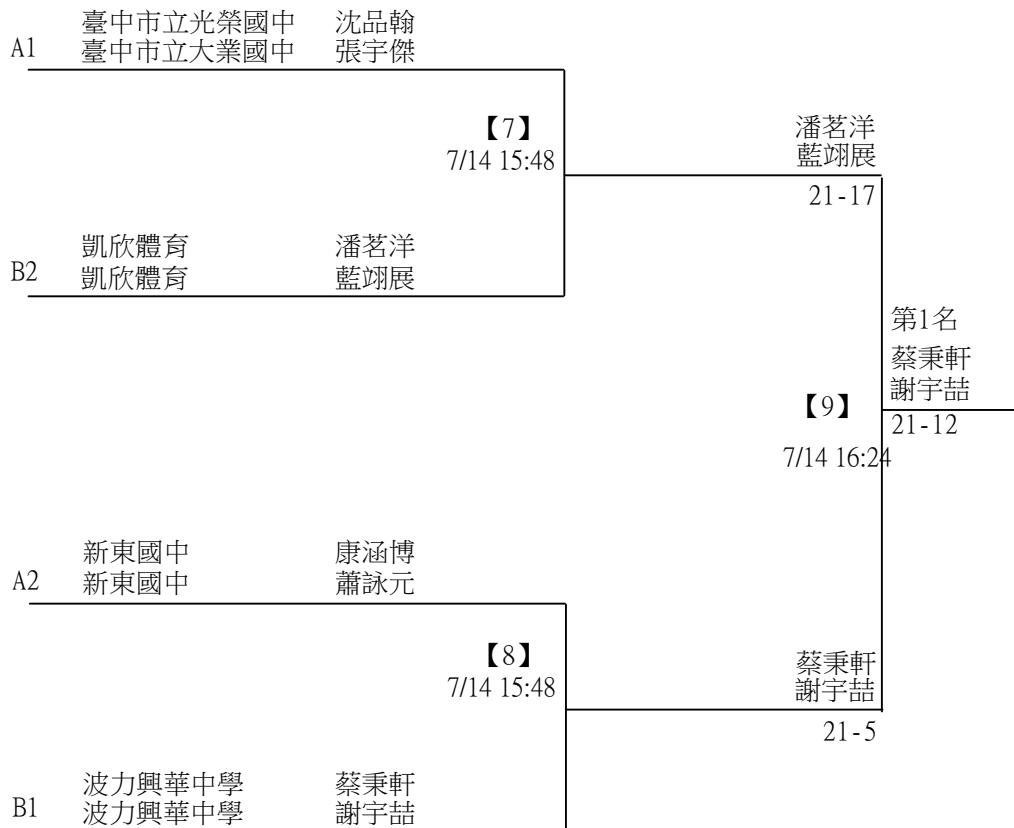 臺中市立光榮國中 沈品翰
A1 臺中市立大業國中 張宇傑
【7】
7/14 15:48
潘茗洋
藍翊展
21-17
凱欣體育 潘茗洋
B2 凱欣體育 藍翊展
第1名
蔡秉軒
謝宇喆
【9】
21-12
7/14 16:24
新東國中 康涵博
A2 新東國中 蕭詠元
【8】
7/14 15:48
蔡秉軒
謝宇喆
21-5
波力興華中學 蔡秉軒
B1 波力興華中學 謝宇喆